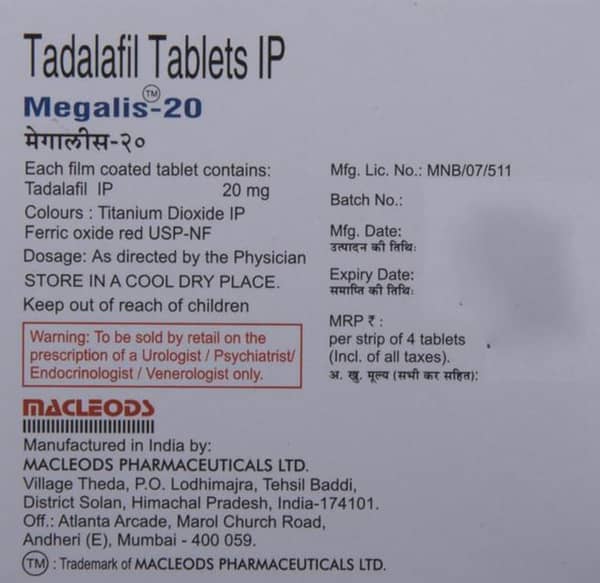 Tadalafil Tablets IP
Megalis™-20
मेगालीस-२०
Each film coated tablet contains:
Tadalafil IP 20 mg
Colours : Titanium Dioxide IP
Ferric oxide red USP-NF
Dosage: As directed by the Physician
STORE IN A COOL DRY PLACE.
Keep out of reach of children
Warning: To be sold by retail on the
prescription of a Urologist / Psychiatrist/
Endocrinologist / Venerologist only.
MACLEODS
Manufactured in India by:
MACLEODS PHARMACEUTICALS LTD.
Village Theda, P.O. Lodhimajra, Tehsil Baddi,
District Solan, Himachal Pradesh, India-174101.
Off.: Atlanta Arcade, Marol Church Road,
Andheri (E), Mumbai - 400 059.
TM : Trademark of MACLEODS PHARMACEUTICALS LTD.
Mfg. Lic. No.: MNB/07/511
Batch No.:
Mfg. Date:
उत्पादन की तिथि:
Expiry Date:
समाप्ति की तिथि:
MRP ₹ :
per strip of 4 tablets
(Incl. of all taxes).
अ. खु. मूल्य (सभी कर सहित):